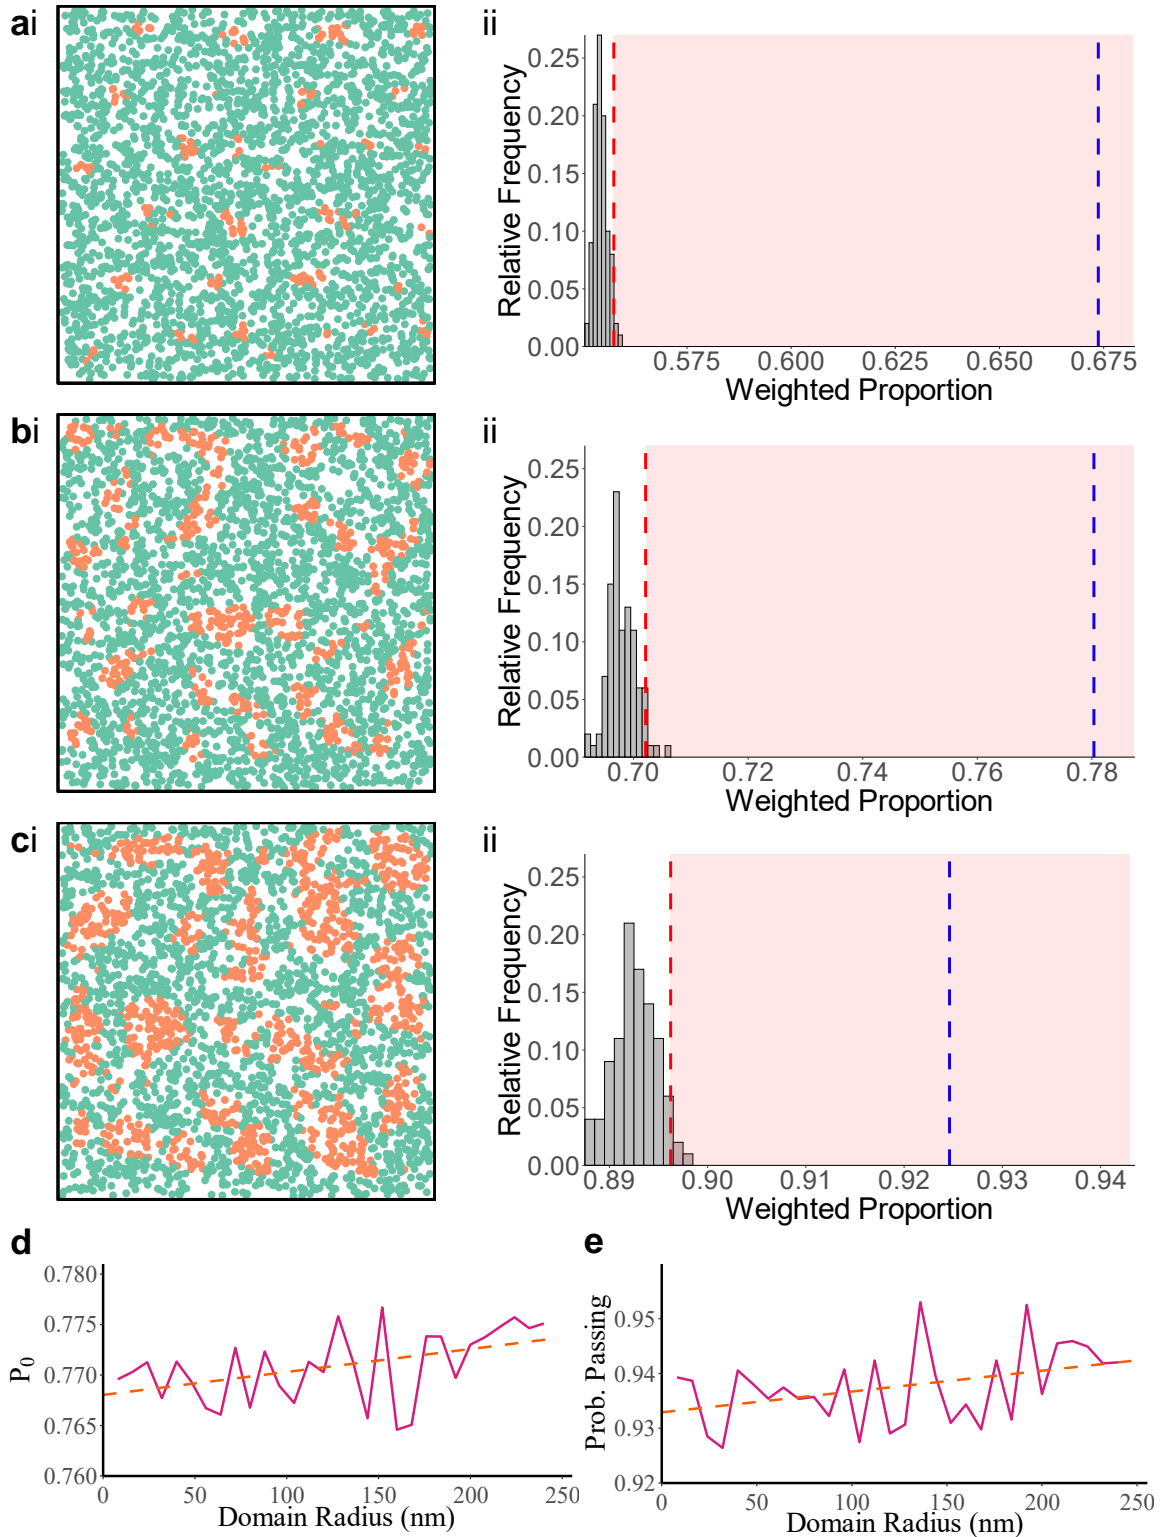 ai
ii
0.25
0.20
0.15
0.10
0.05
0.00
Relative Frequency
0.575 0.600 0.625 0.650 0.675
Weighted Proportion
bi
ii
0.25
0.20
0.15
0.10
0.05
0.00
Relative Frequency
0.70 0.72 0.74 0.76 0.78
Weighted Proportion
ci
ii
0.25
0.20
0.15
0.10
0.05
0.00
Relative Frequency
0.89 0.90 0.91 0.92 0.93 0.94
Weighted Proportion
d
0.780
0.775
0.770
0.765
0.760
P₀
0 50 100 150 200 250
Domain Radius (nm)
e
0.95
0.94
0.93
0.92
Prob. Passing
0 50 100 150 200 250
Domain Radius (nm)